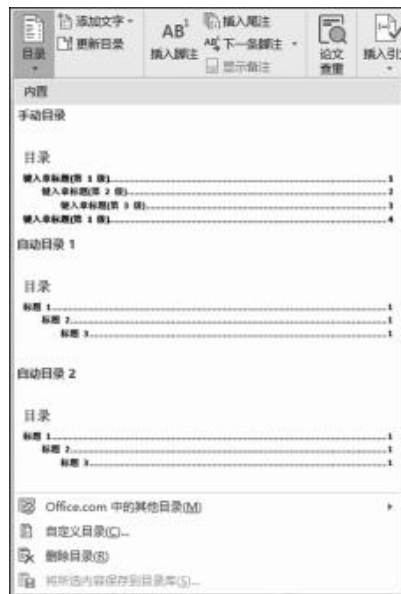 目录
添加文字
更新目录
AB¹
插入脚注
插入尾注
下一条脚注
显示备注
论文
查重
插入引
内置
手动目录
目录
键入章标题(第 1 级)........1
键入章标题(第 2 级)........2
键入章标题(第 3 级)........3
键入章标题(第 1 级)........4
自动目录 1
目录
标题 1........1
标题 2........1
标题 3........1
自动目录 2
目录
标题 1........1
标题 2........1
标题 3........1
Office.com 中的其他目录(M)
自定义目录(C)...
删除目录(R)
将所选内容保存到目录库(S)...